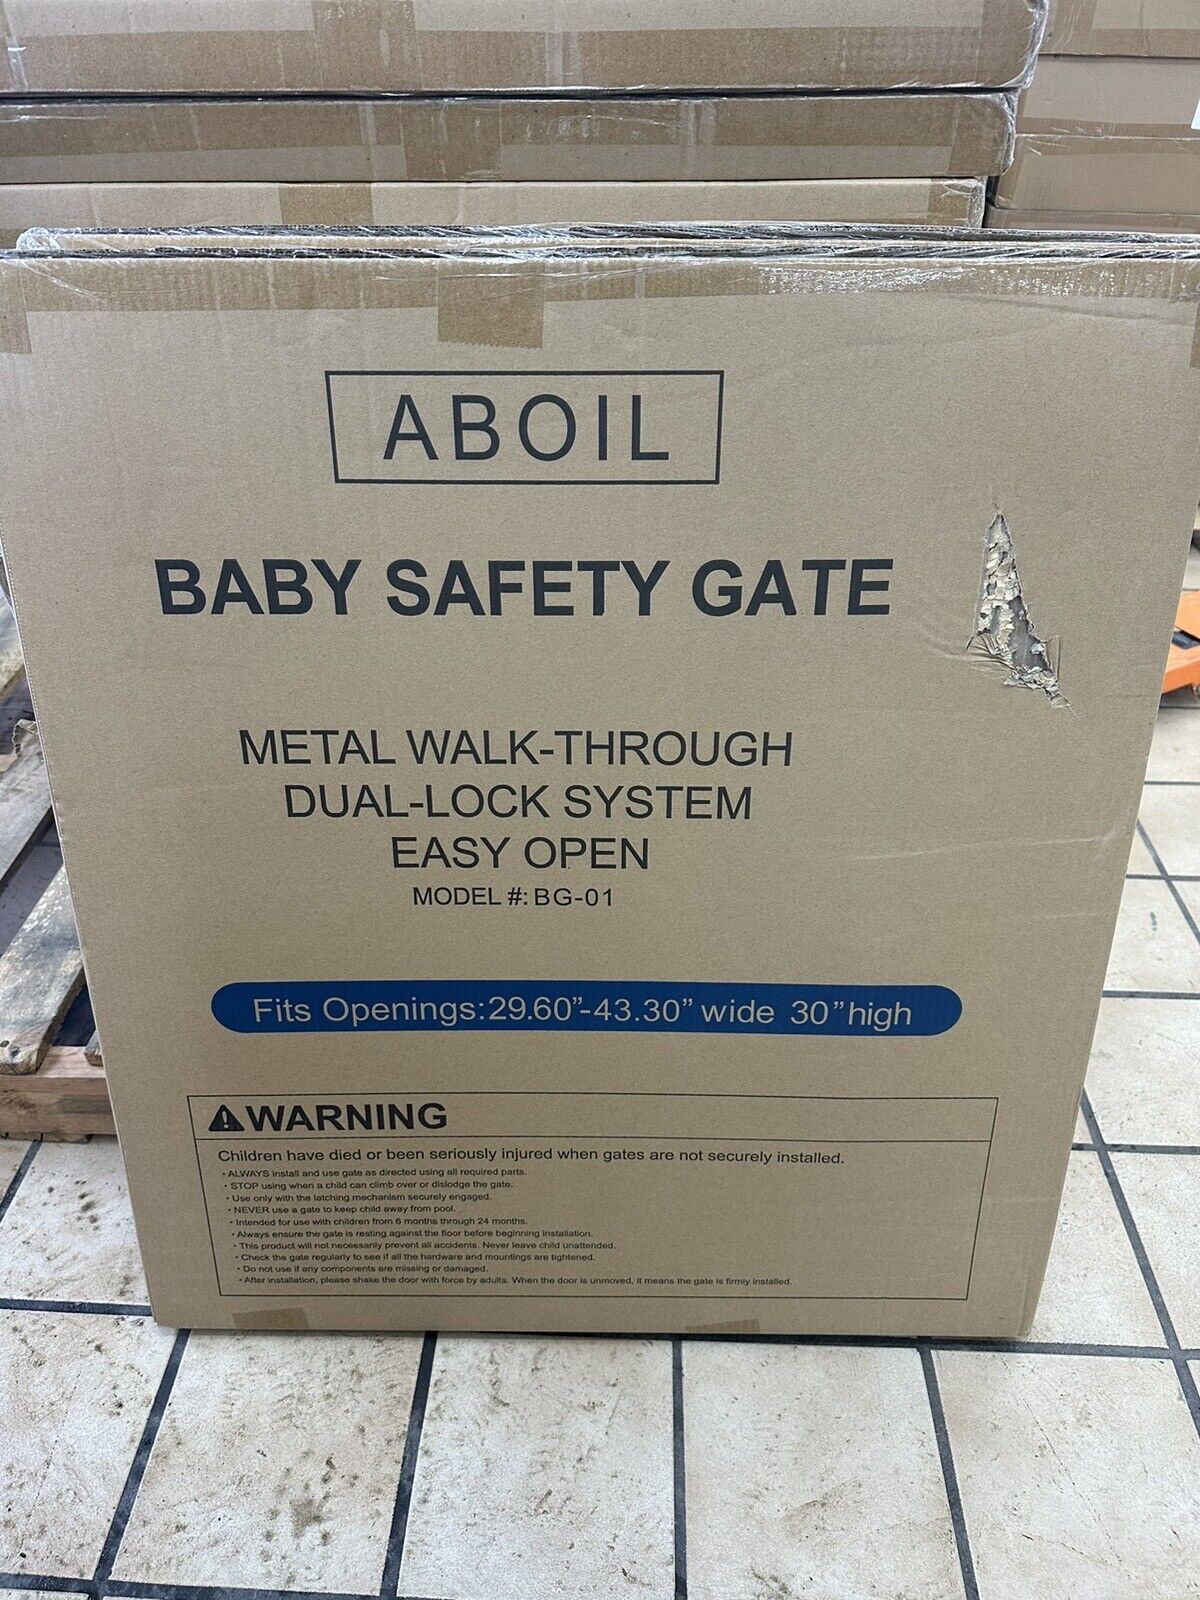 ABOIL
BABY SAFETY GATE
METAL WALK-THROUGH
DUAL-LOCK SYSTEM
EASY OPEN
MODEL #: BG-01
Fits Openings:29.60”-43.30” wide 30”high
WARNING
Children have died or been seriously injured when gates are not securely installed.
• ALWAYS install and use gate as directed using all required parts.
• STOP using when a child can climb over or dislodge the gate.
• Use only with the latching mechanism securely engaged.
• NEVER use a gate to keep child away from pool.
• Intended for use with children from 6 months through 24 months.
• Always ensure the gate is resting against the floor before beginning installation.
• This product will not necessarily prevent all accidents. Never leave child unattended.
• Check the gate regularly to see if all the hardware and mountings are tightened.
• Do not use if any components are missing or damaged.
• After installation, please shake the door with force by adults. When the door is unmoved, it means the gate is firmly installed.